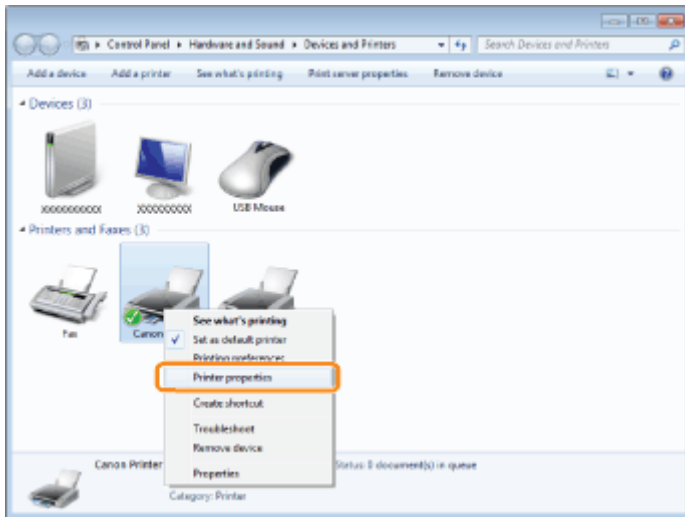 Control Panel ▸ Hardware and Sound ▸ Devices and Printers
Search Devices and Printers
Add a device Add a printer See what's printing Print server properties Remove device
Devices (3)
XXXXXXXXXX XXXXXXXXX USB Mouse
Printers and Faxes (3)
Fax Canon
See what's printing
Set as default printer
Printing preferences
Printer properties
Create shortcut
Troubleshoot
Remove device
Properties
Canon Printer Status: 0 document(s) in queue
Category: Printer